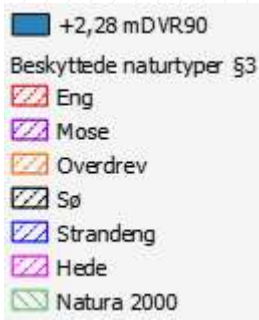 +2,28 mDVR90
Beskyttede naturtyper §3
Eng
Mose
Overdrev
Sø
Strandeng
Hede
Natura 2000